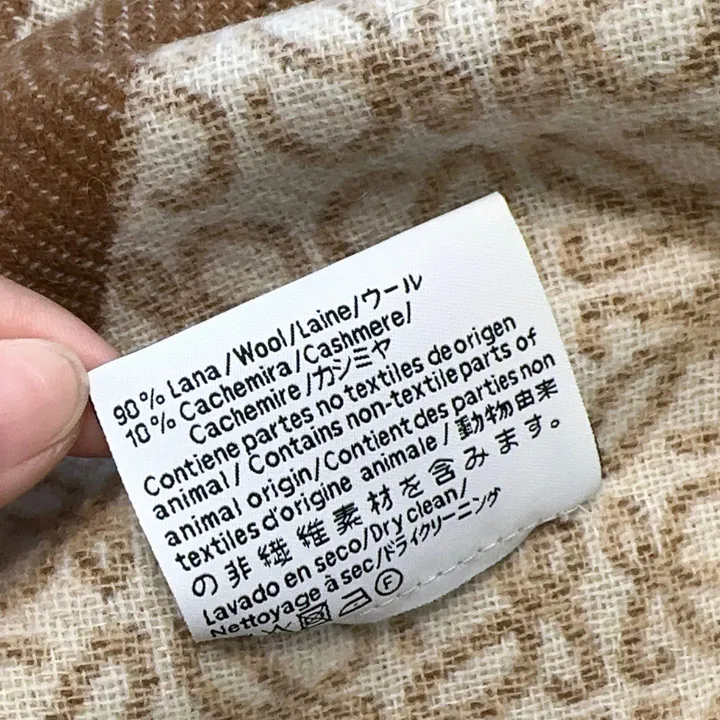 90% Lana/Wool/Laine/ウール
10% Cachemira/Cashmere/
Cachemire/カシミヤ
Contiene partes no textiles de origen
animal/Contains non-textile parts of
animal origin/Contient des parties non
textiles d'origine animale/動物由来
の非繊維素材を含みます。
Lavado en seco/Dry clean/
Nettoyage à sec/ドライクリーニング
F